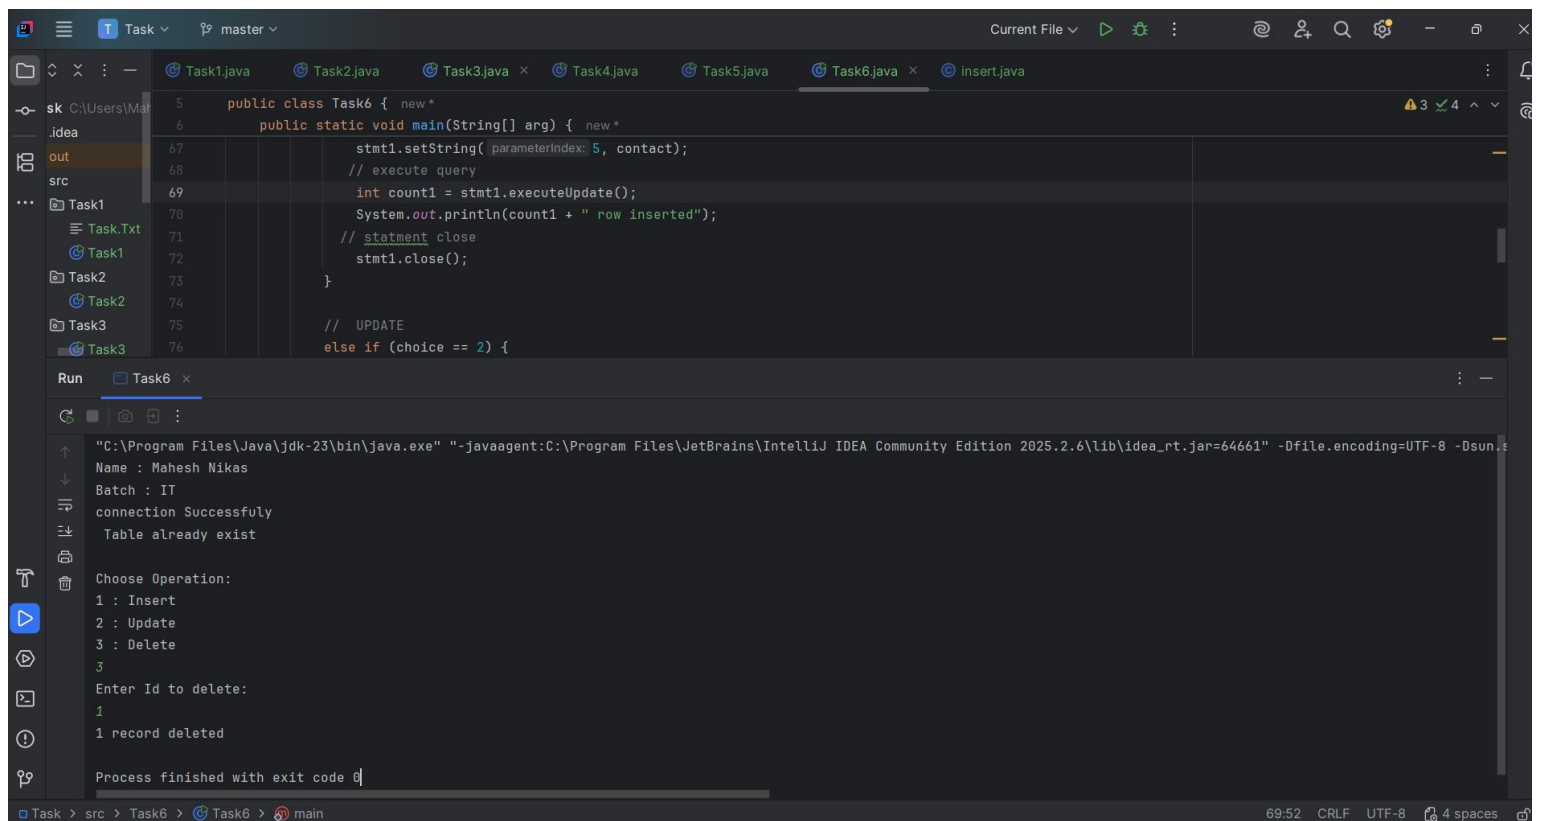 T Task master Current File
Task1.java Task2.java Task3.java Task4.java Task5.java Task6.java insert.java
sk C:\Users\Mah
.idea
out
src
Task1
Task.Txt
Task1
Task2
Task2
Task3
Task3
3 4
5 public class Task6 { new *
6 public static void main(String[] arg) { new *
67 stmt1.setString( parameterIndex: 5, contact);
68 // execute query
69 int count1 = stmt1.executeUpdate();
70 System.out.println(count1 + " row inserted");
71 // statment close
72 stmt1.close();
73 }
74
75 // UPDATE
76 else if (choice == 2) {
Run Task6
"C:\Program Files\Java\jdk-23\bin\java.exe" "-javaagent:C:\Program Files\JetBrains\IntelliJ IDEA Community Edition 2025.2.6\lib\idea_rt.jar=64661" -Dfile.encoding=UTF-8 -Dsun.s
Name : Mahesh Nikas
Batch : IT
connection Successfuly
Table already exist
Choose Operation:
1 : Insert
2 : Update
3 : Delete
3
Enter Id to delete:
1
1 record deleted
Process finished with exit code 0
Task > src > Task6 > Task6 > main 69:52 CRLF UTF-8 4 spaces